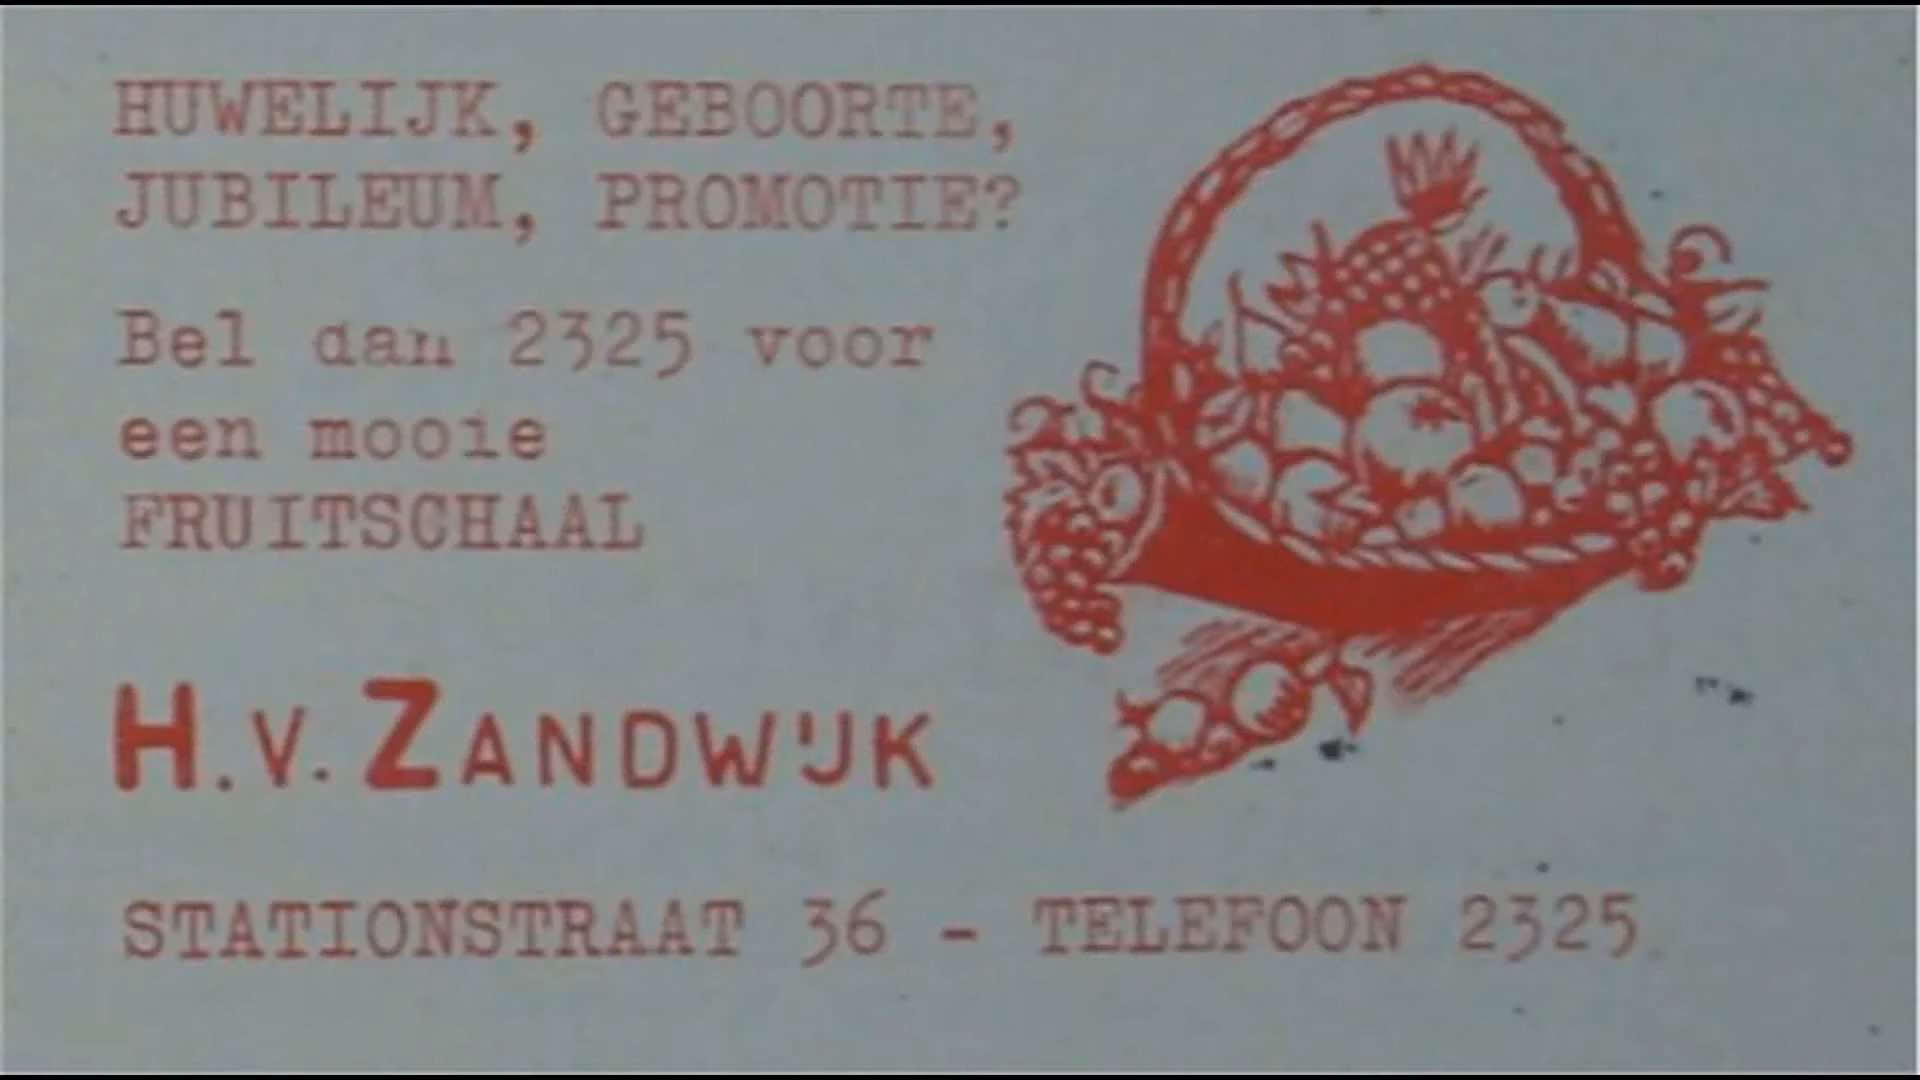 HUWELIJK, GEBOORTE,
JUBILEUM, PROMOTIE?
Bel dan 2325 voor
een mooie
FRUITSCHAAL
H.V. ZANDWIJK
STATIONSTRAAT 36 - TELEFOON 2325